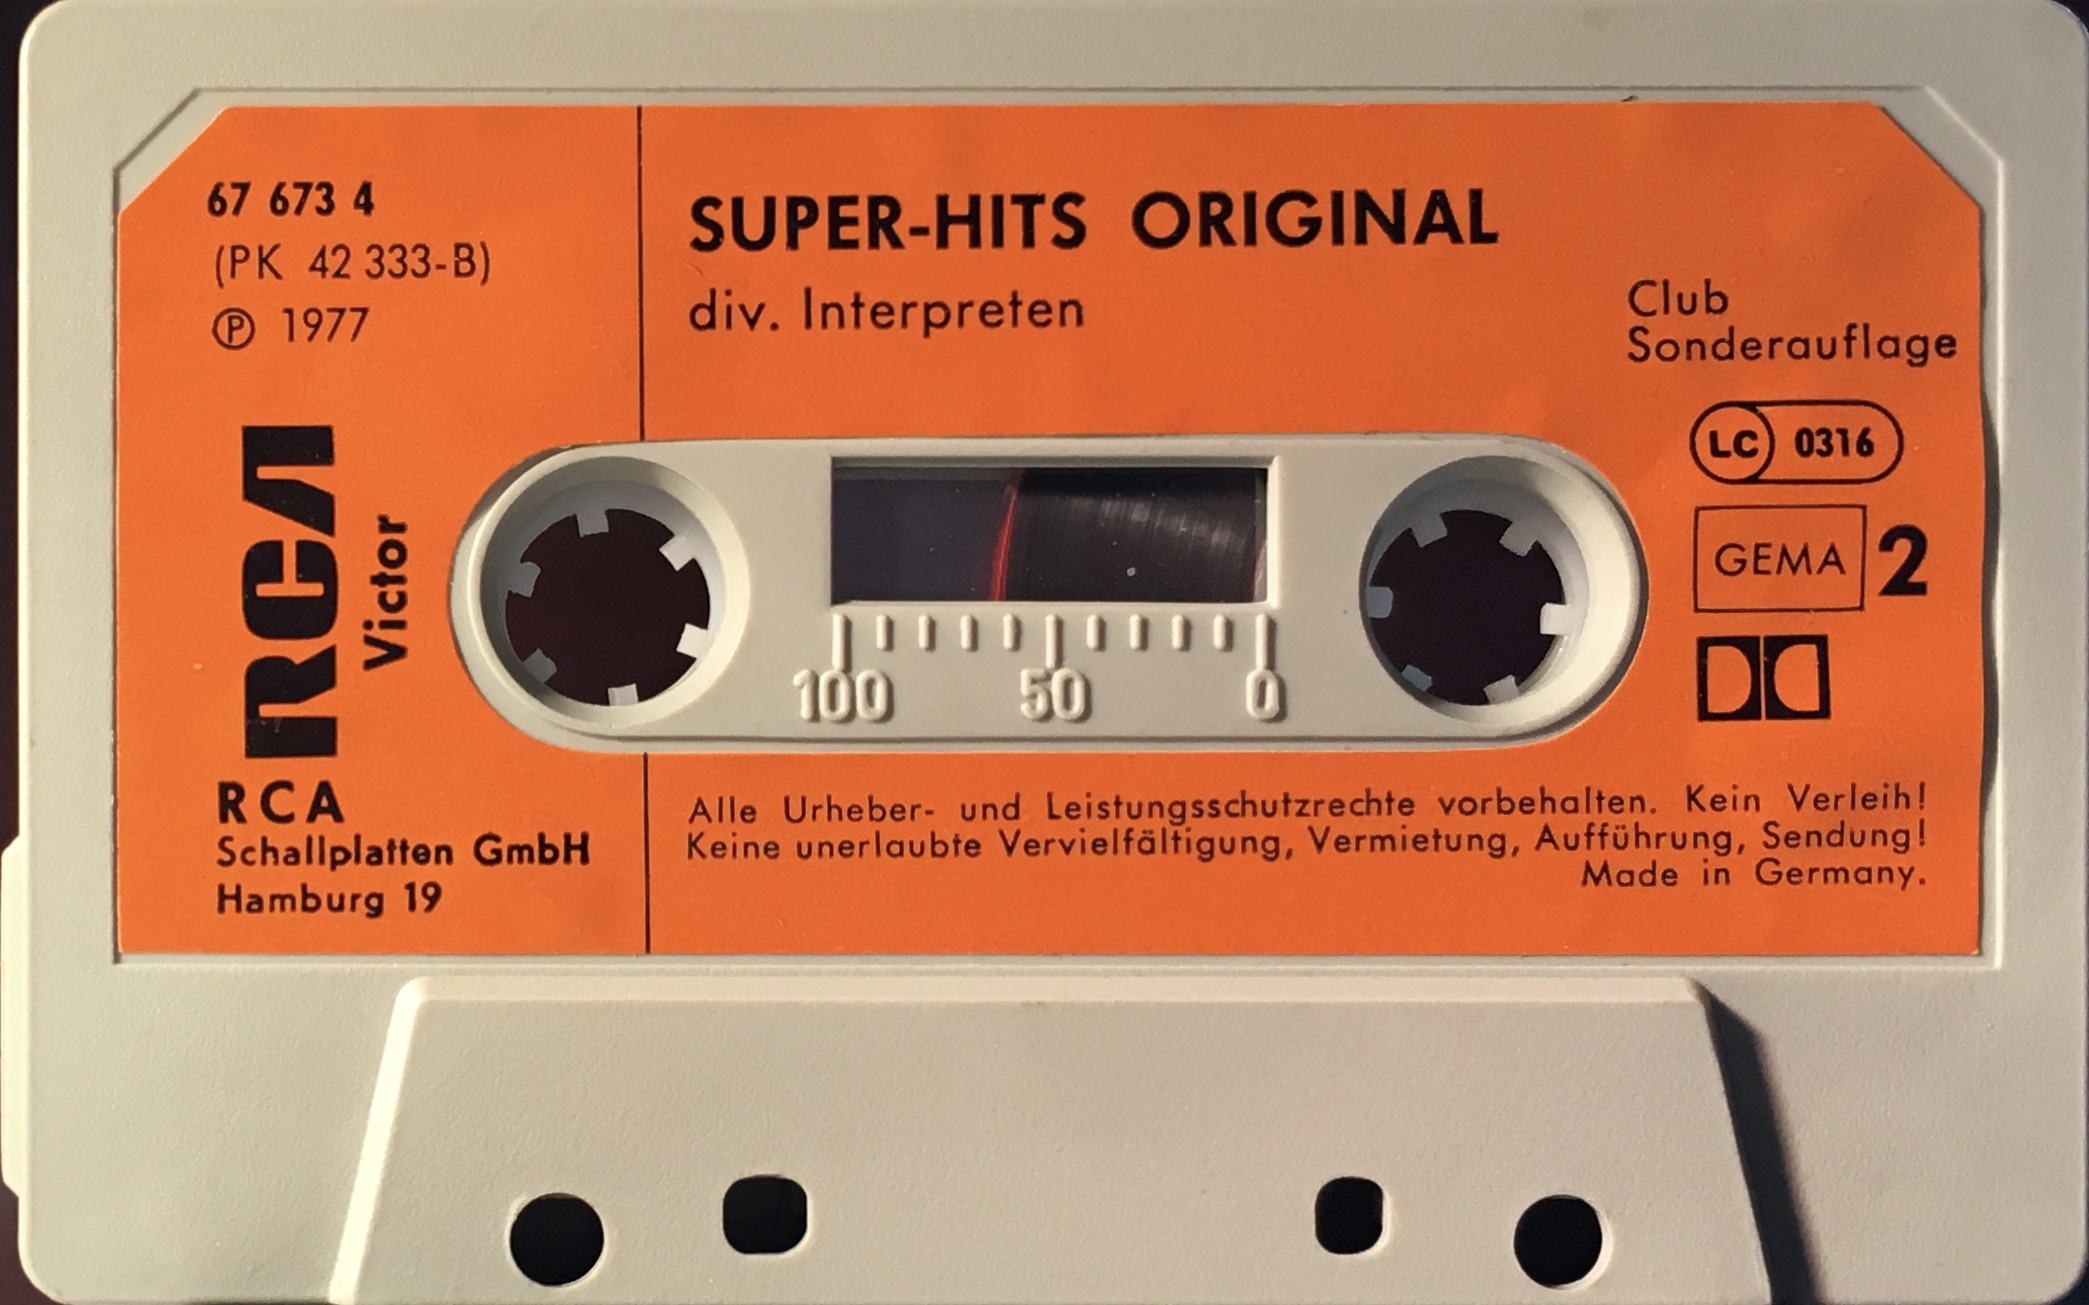 67 673 4
(PK 42 333-B)
Ⓟ 1977
RCA
Victor
RCA
Schallplatten GmbH
Hamburg 19
SUPER-HITS ORIGINAL
div. Interpreten
Club
Sonderauflage
LC 0316
GEMA 2
100 50 0
Alle Urheber- und Leistungsschutzrechte vorbehalten. Kein Verleih!
Keine unerlaubte Vervielfältigung, Vermietung, Aufführung, Sendung!
Made in Germany.